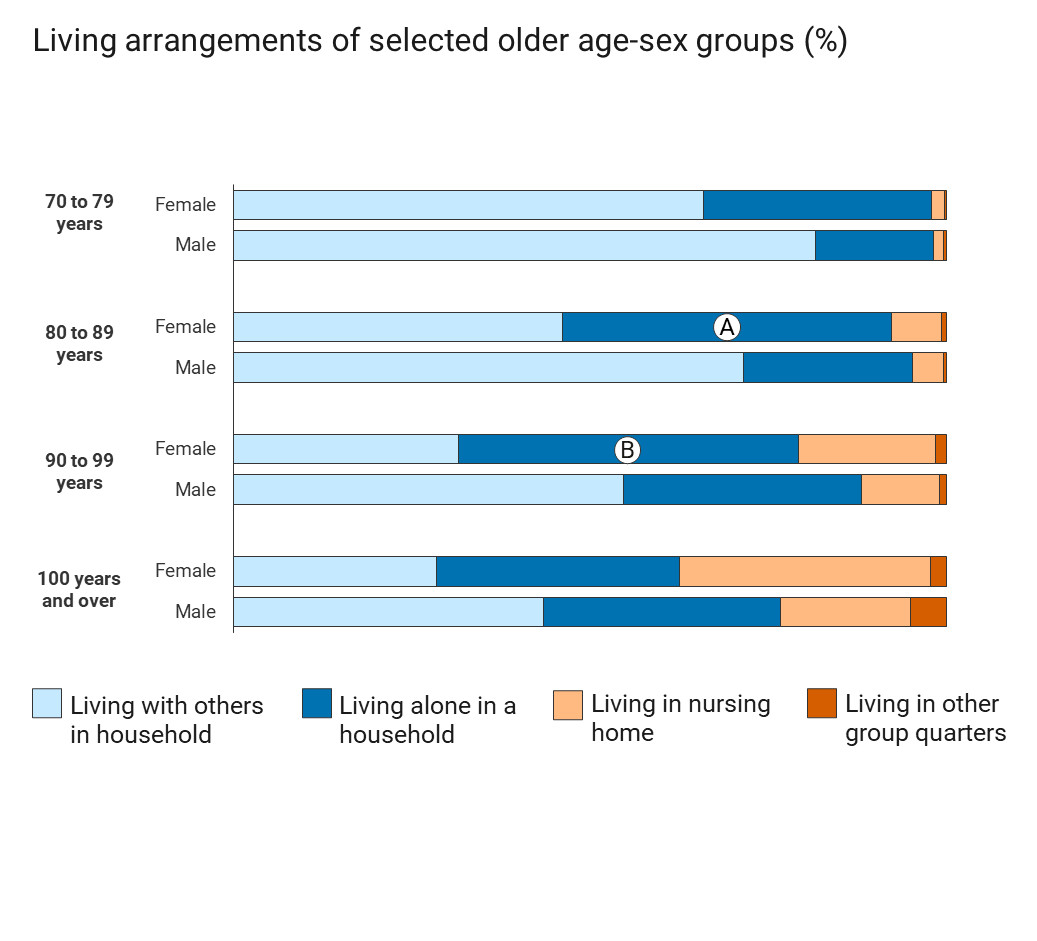 Living arrangements of selected older age-sex groups (%)
70 to 79
years
Female
Male
80 to 89
years
Female
A
Male
90 to 99
years
Female
B
Male
100 years
and over
Female
Male
Living with others
in household
Living alone in a
household
Living in nursing
home
Living in other
group quarters